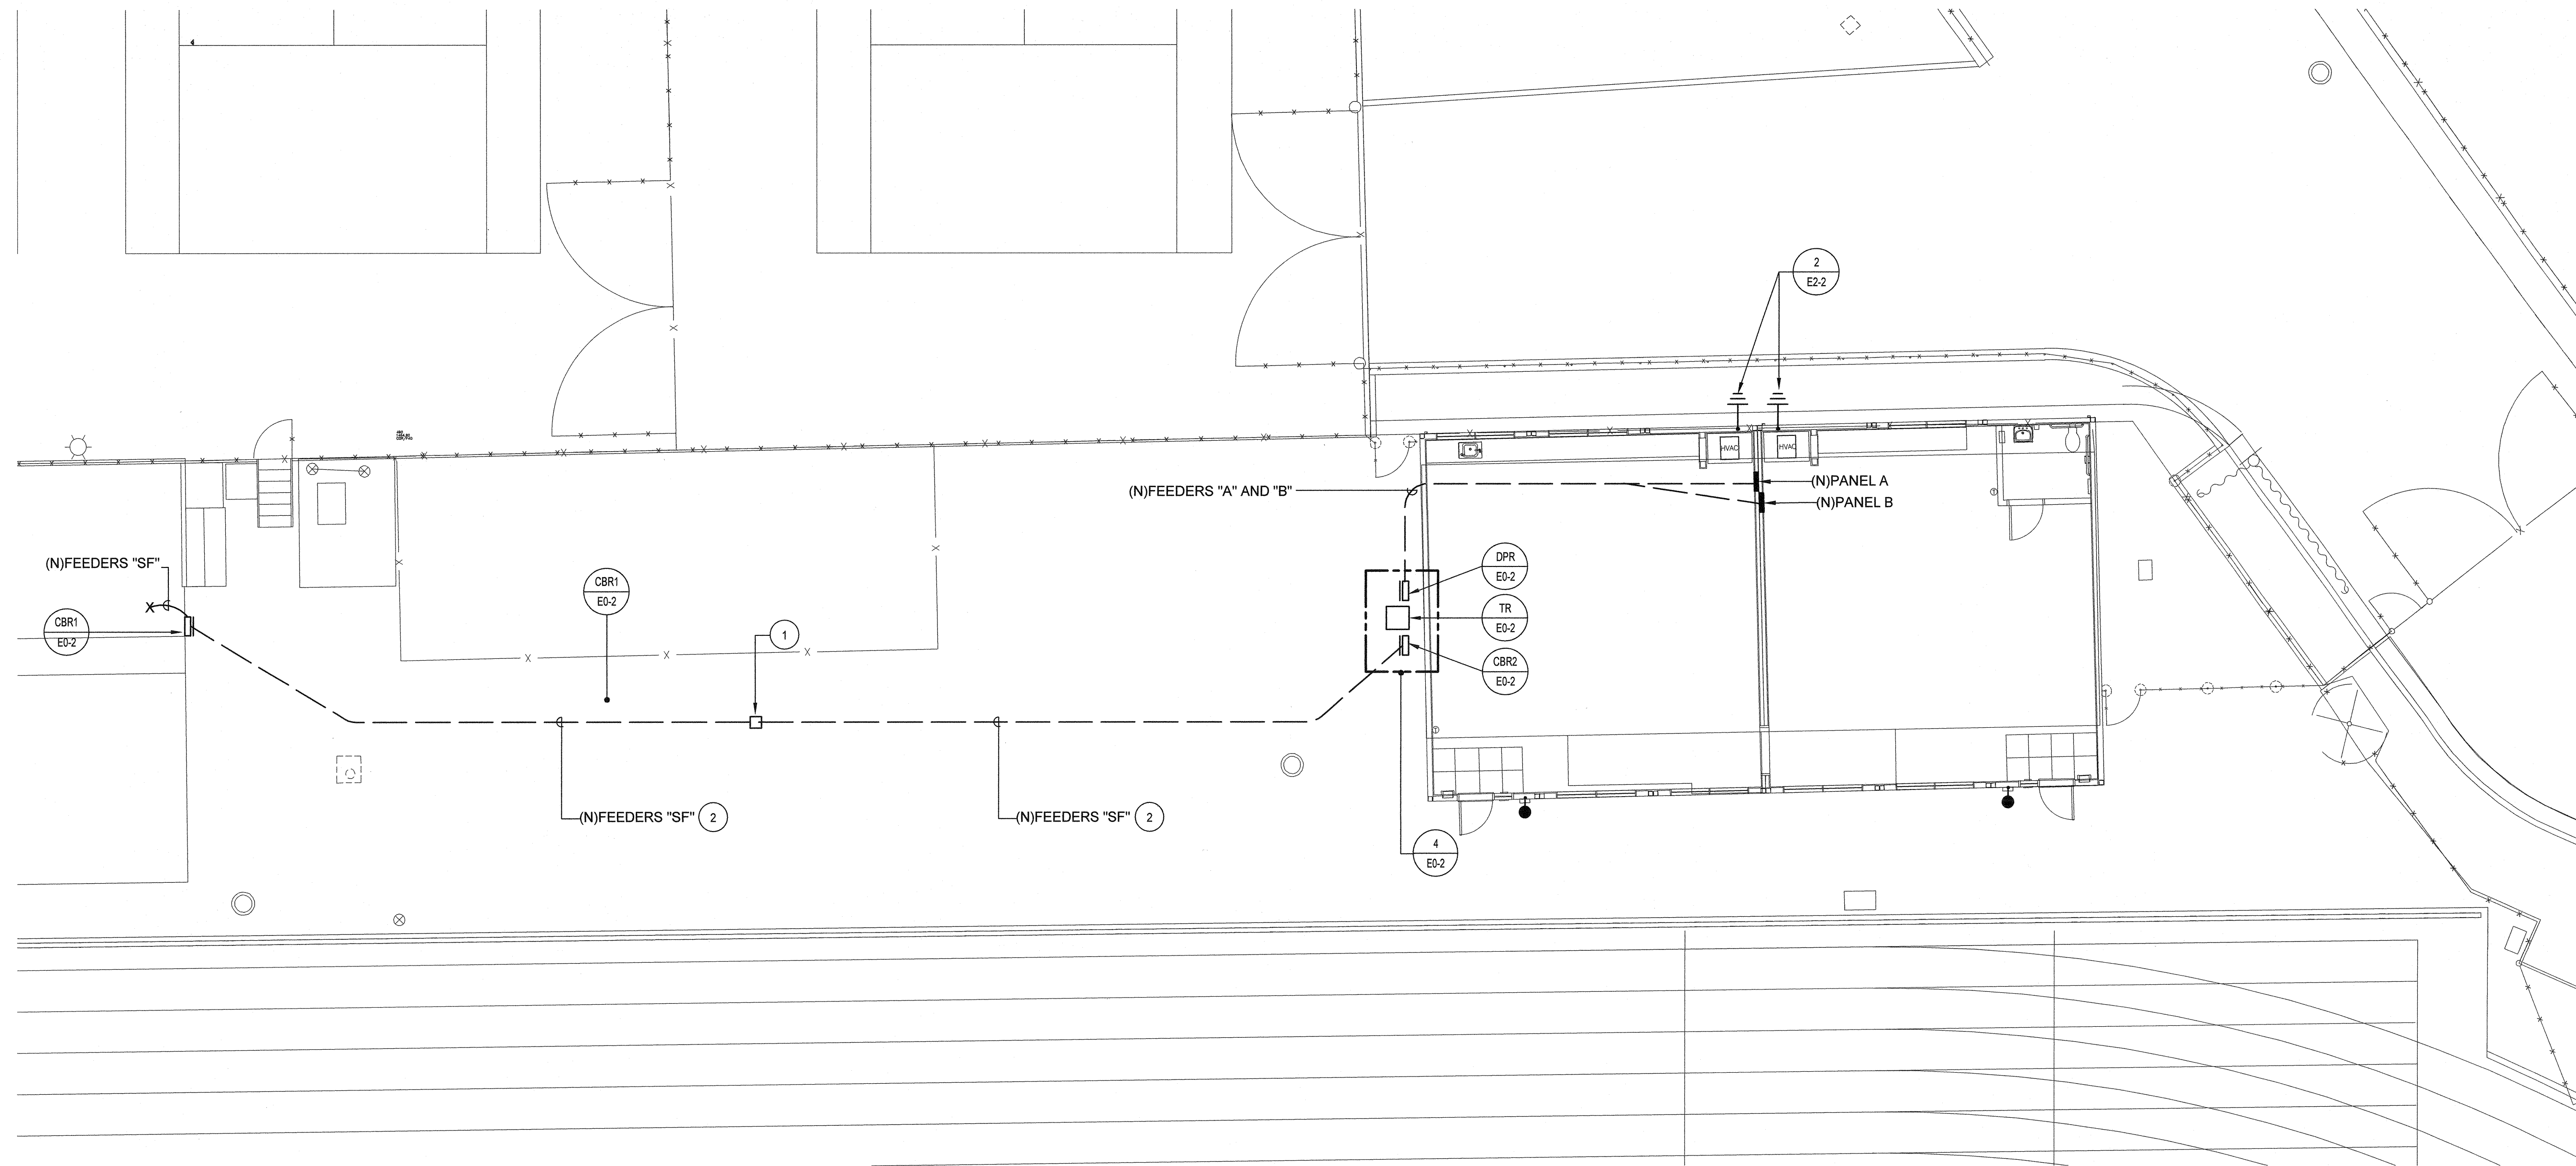 2
E2-2
HVAC
HVAC
(N)PANEL A
(N)FEEDERS "A" AND "B"
(N)PANEL B
(N)FEEDERS "SF"
DPR
E0-2
CBR1
E0-2
TR
E0-2
CBR1
E0-2
1
CBR2
E0-2
(N)FEEDERS "SF" 2
(N)FEEDERS "SF" 2
4
E0-2